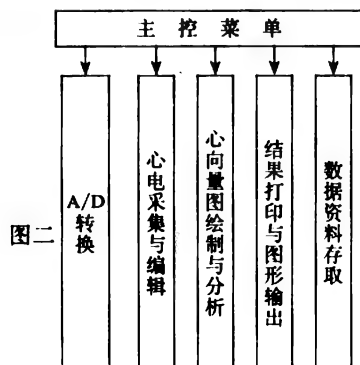 主控菜单
A/D转换
心电采集与编辑
心向量图绘制与分析
结果打印与图形输出
数据资料存取
图二